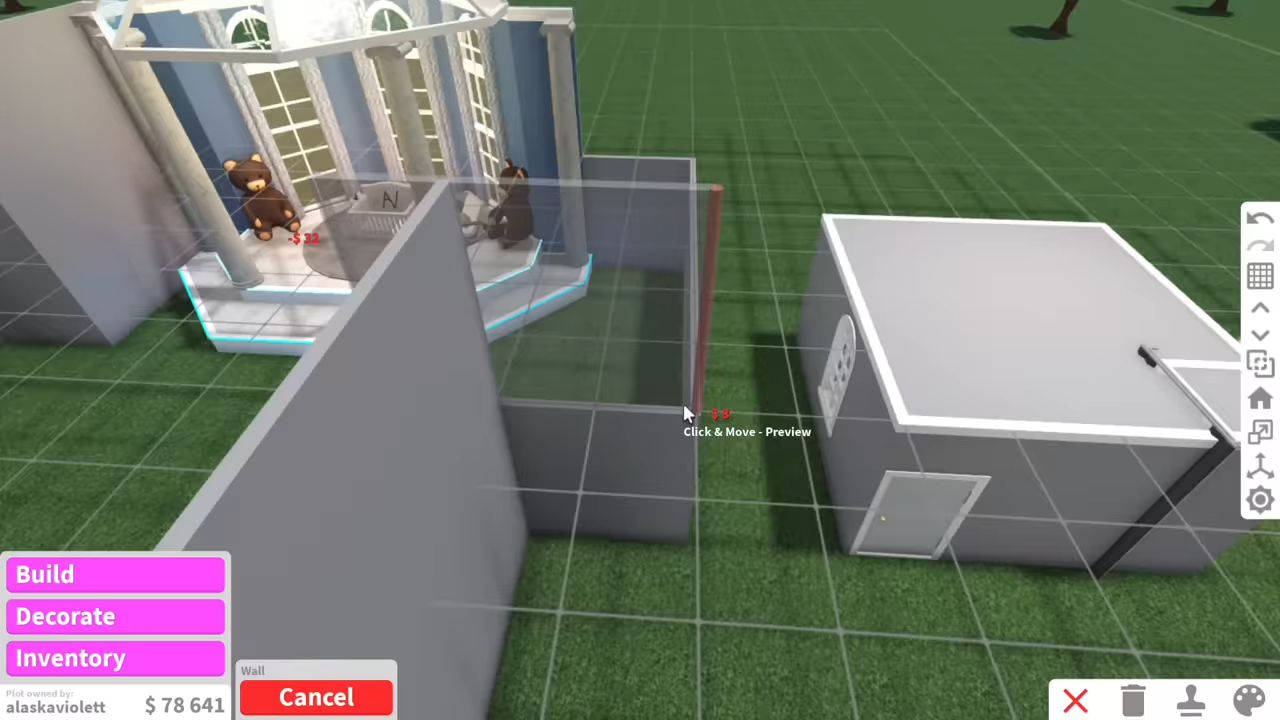 -$ 32
$ 8
Click & Move - Preview
Build
Decorate
Inventory
Plot owned by:
alaskaviolett
$ 78 641
Wall
Cancel